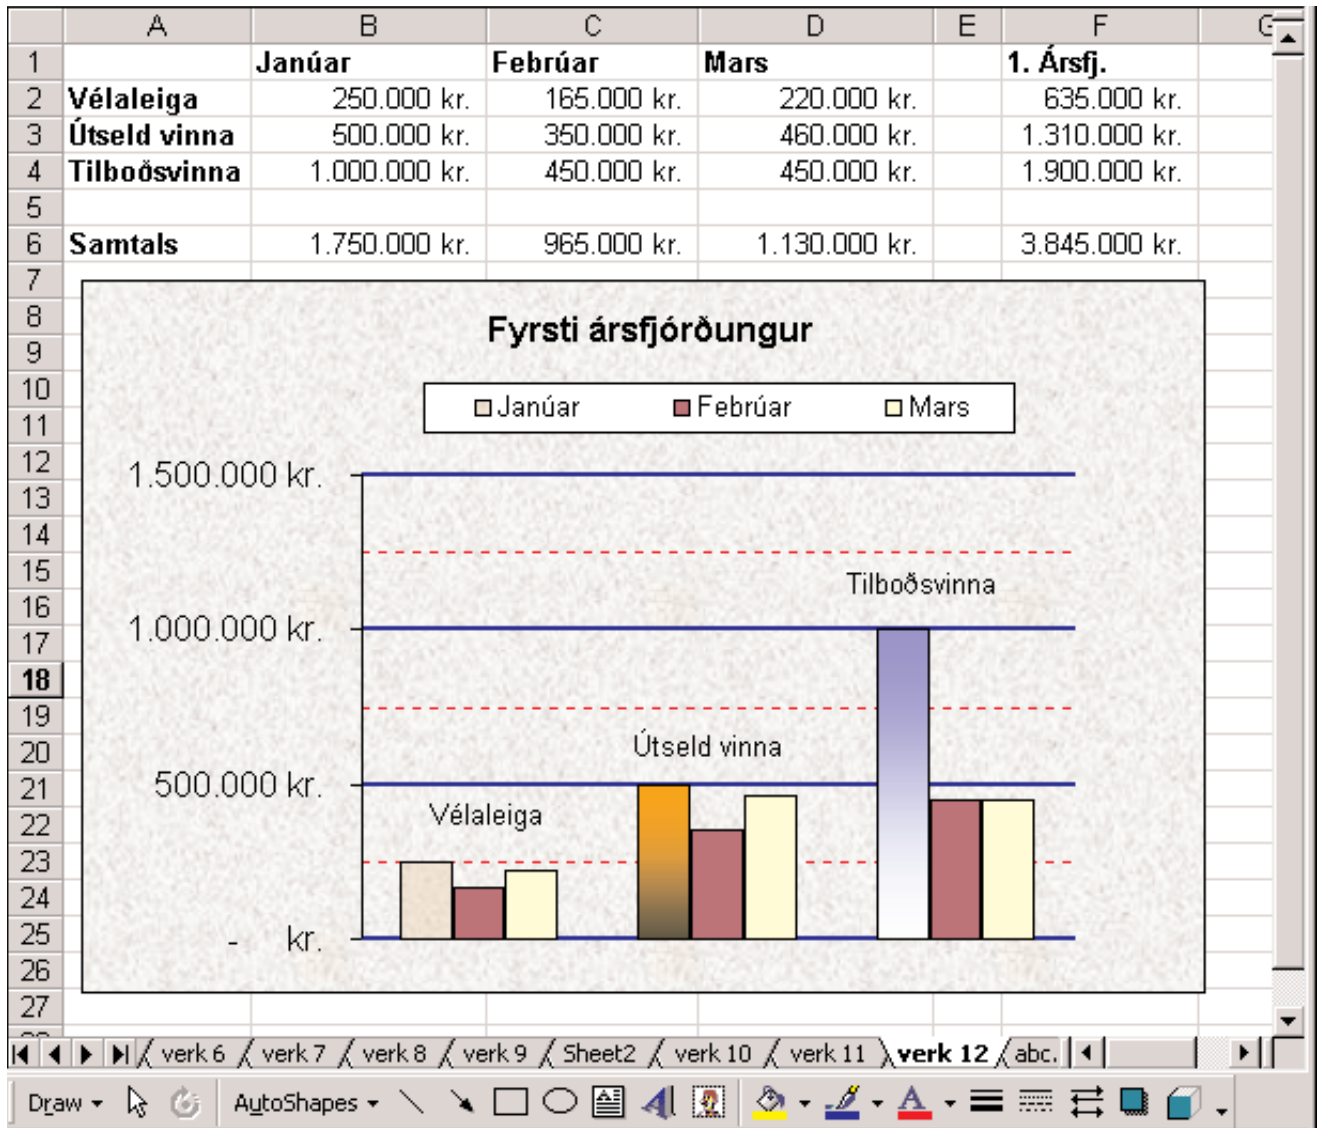 A B C D E F G
1 Janúar Febrúar Mars 1. Ársfj.
2 Vélaleiga 250.000 kr. 165.000 kr. 220.000 kr. 635.000 kr.
3 Útseld vinna 500.000 kr. 350.000 kr. 460.000 kr. 1.310.000 kr.
4 Tilboðsvinna 1.000.000 kr. 450.000 kr. 450.000 kr. 1.900.000 kr.
5
6 Samtals 1.750.000 kr. 965.000 kr. 1.130.000 kr. 3.845.000 kr.
7
8
Fyrsti ársfjórðungur
9
10
Janúar Febrúar Mars
11
12
1.500.000 kr.
13
14
15
Tilboðsvinna
16
1.000.000 kr.
17
18
19
20
Útseld vinna
21
500.000 kr.
22
Vélaleiga
23
24
25
- kr.
26
27
verk 6 verk 7 verk 8 verk 9 Sheet2 verk 10 verk 11 verk 12 abc.
Draw AutoShapes